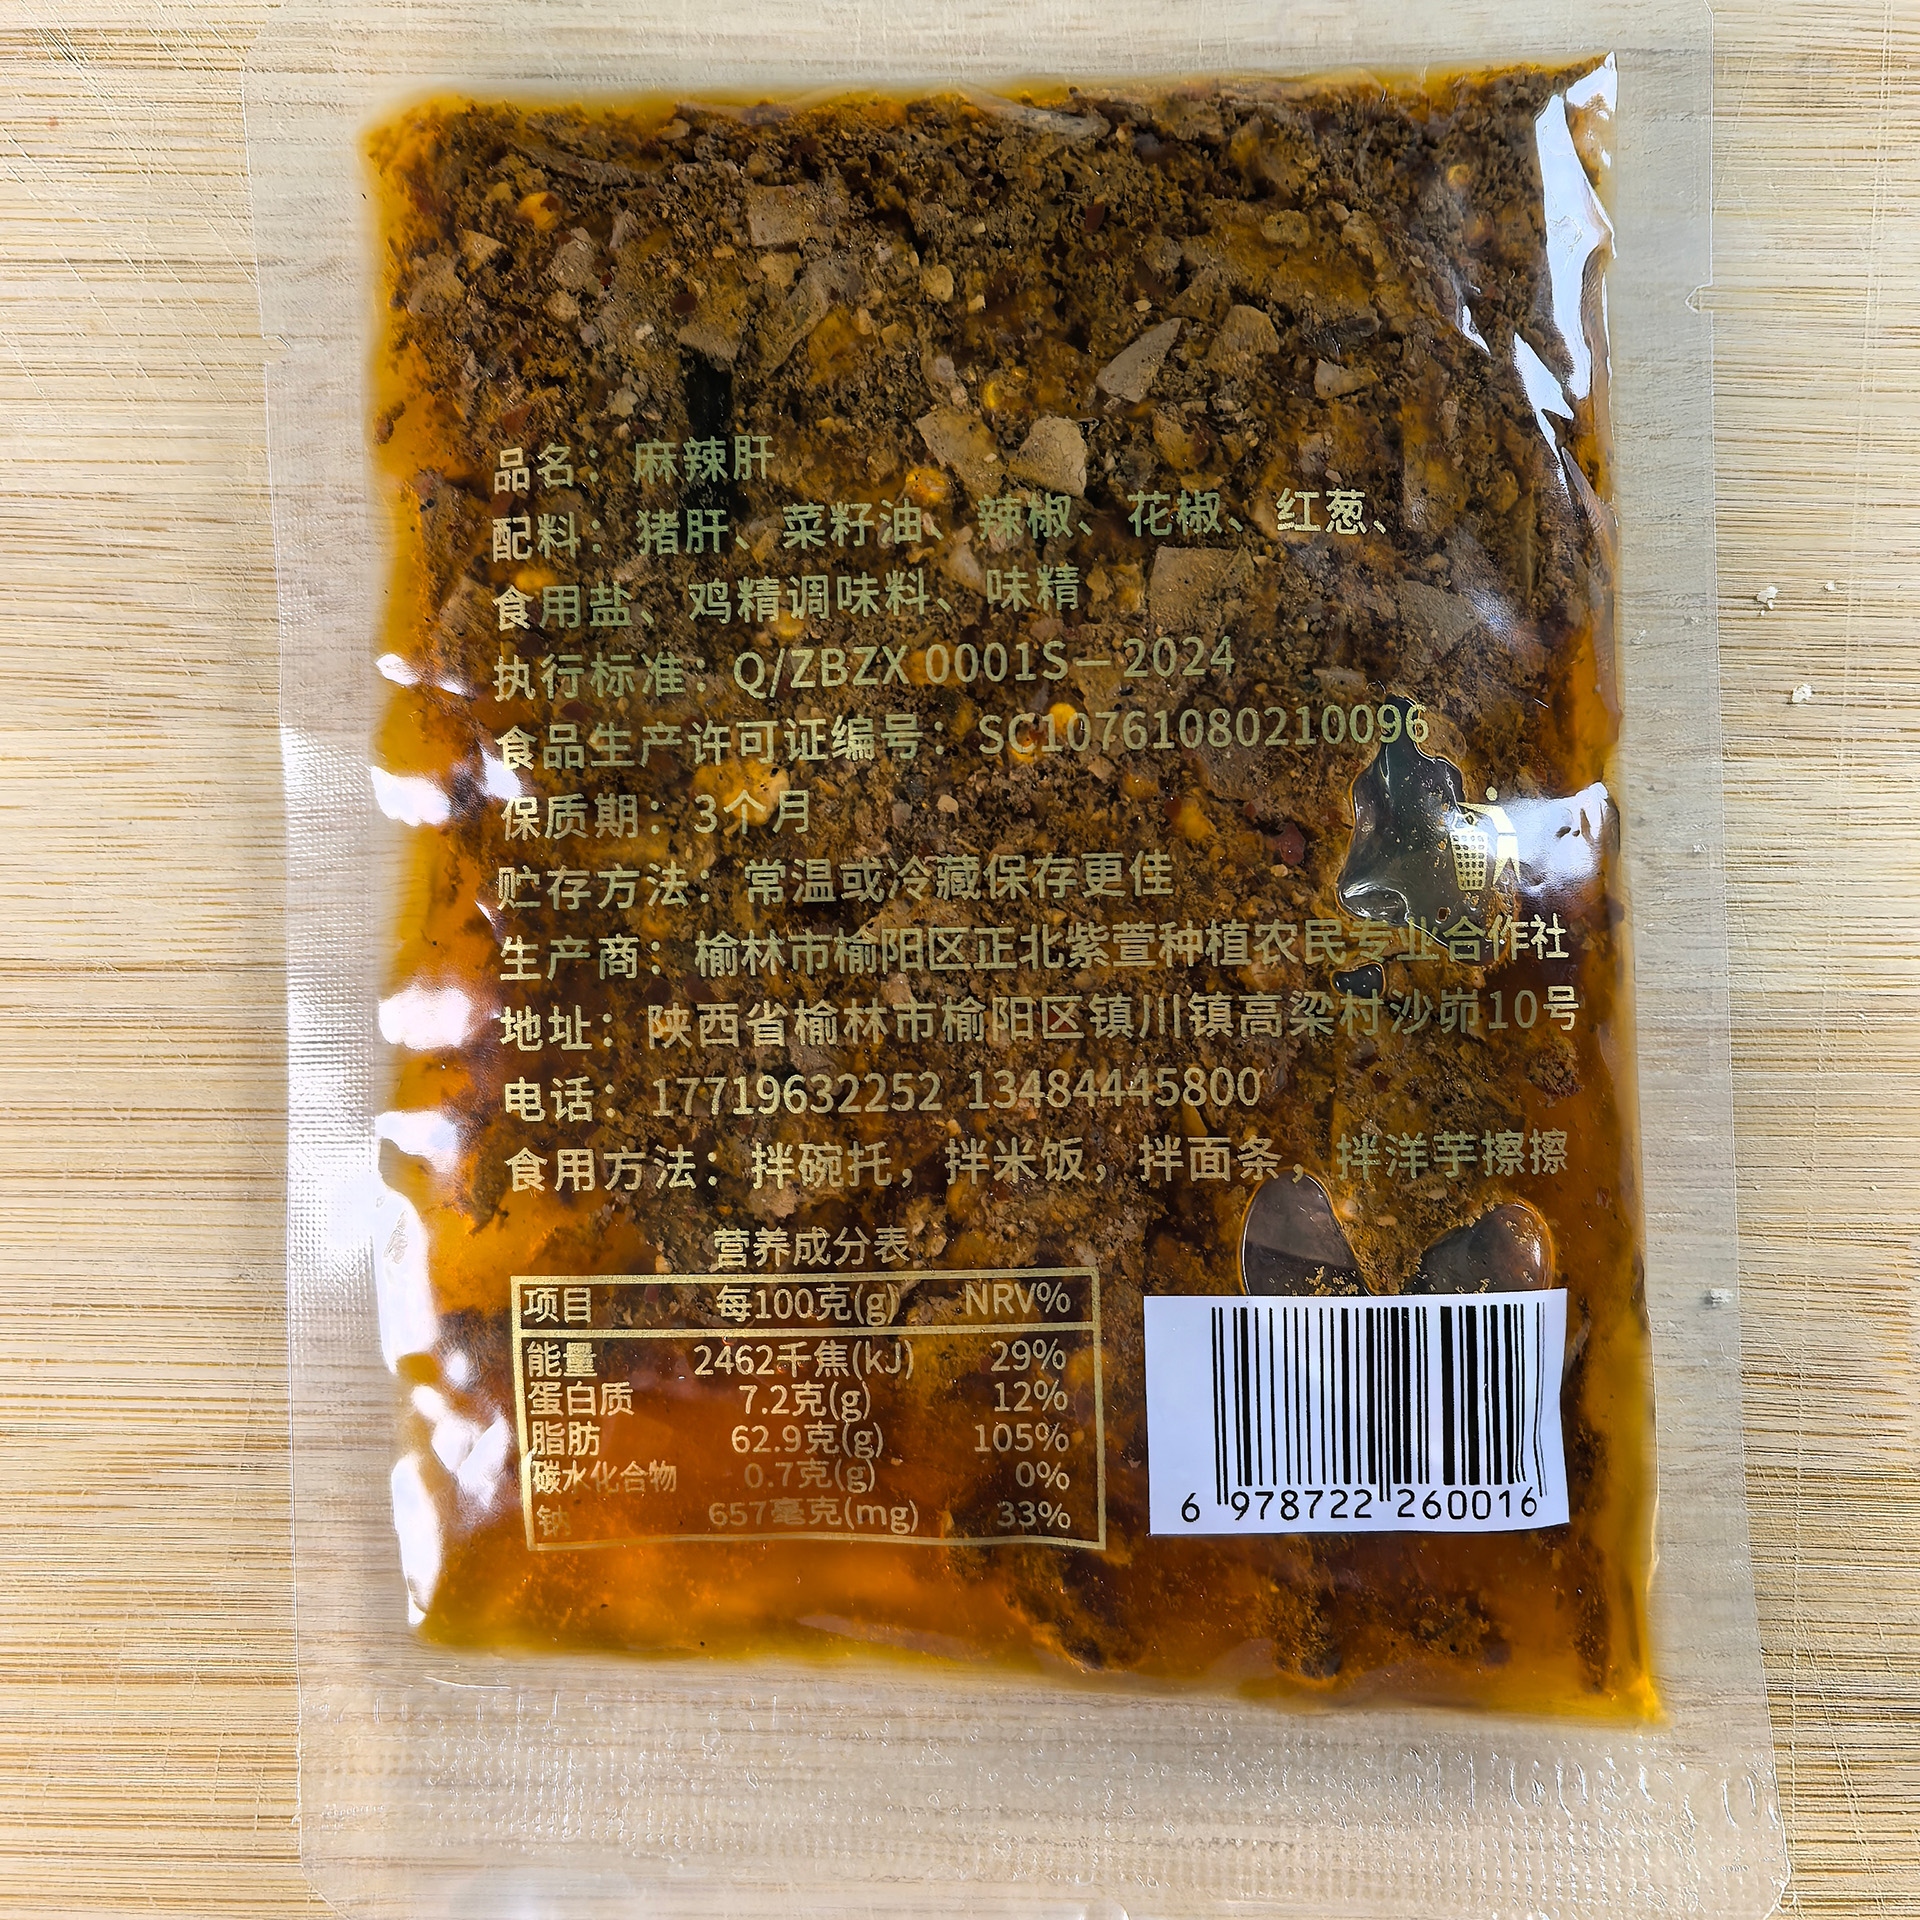 品名：麻辣肝
配料：猪肝、菜籽油、辣椒、花椒、红葱、
食用盐、鸡精调味料、味精
执行标准：Q/ZBZX 0001S－2024
食品生产许可证编号：SC10761080210096
保质期：3个月
贮存方法：常温或冷藏保存更佳
生产商：榆林市榆阳区正北紫萱种植农民专业合作社
地址：陕西省榆林市榆阳区镇川镇高梁村沙峁10号
电话：17719632252 13484445800
食用方法：拌碗托，拌米饭，拌面条，拌洋芋擦擦
营养成分表
项目 每100克(g) NRV%
能量 2462千焦(kJ) 29%
蛋白质 7.2克(g) 12%
脂肪 62.9克(g) 105%
碳水化合物 0.7克(g) 0%
钠 657毫克(mg) 33%
6 978722 260016